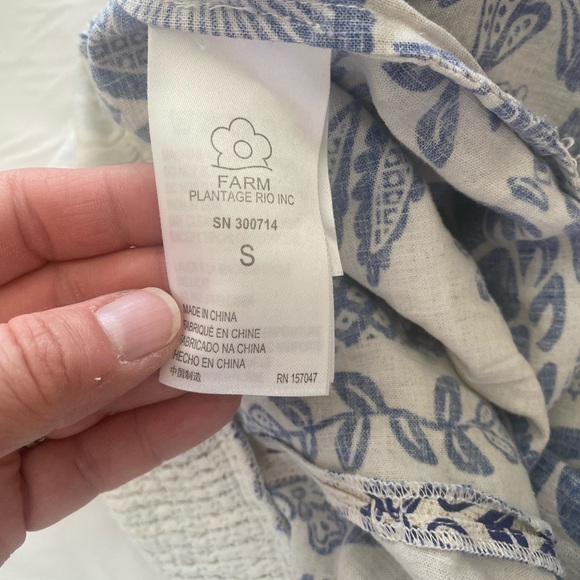 FARM
PLANTAGE RIO INC
SN 300714
S
MADE IN CHINA
FABRIQUÉ EN CHINE
FABRICADO NA CHINA
HECHO EN CHINA
中国制造
RN 157047